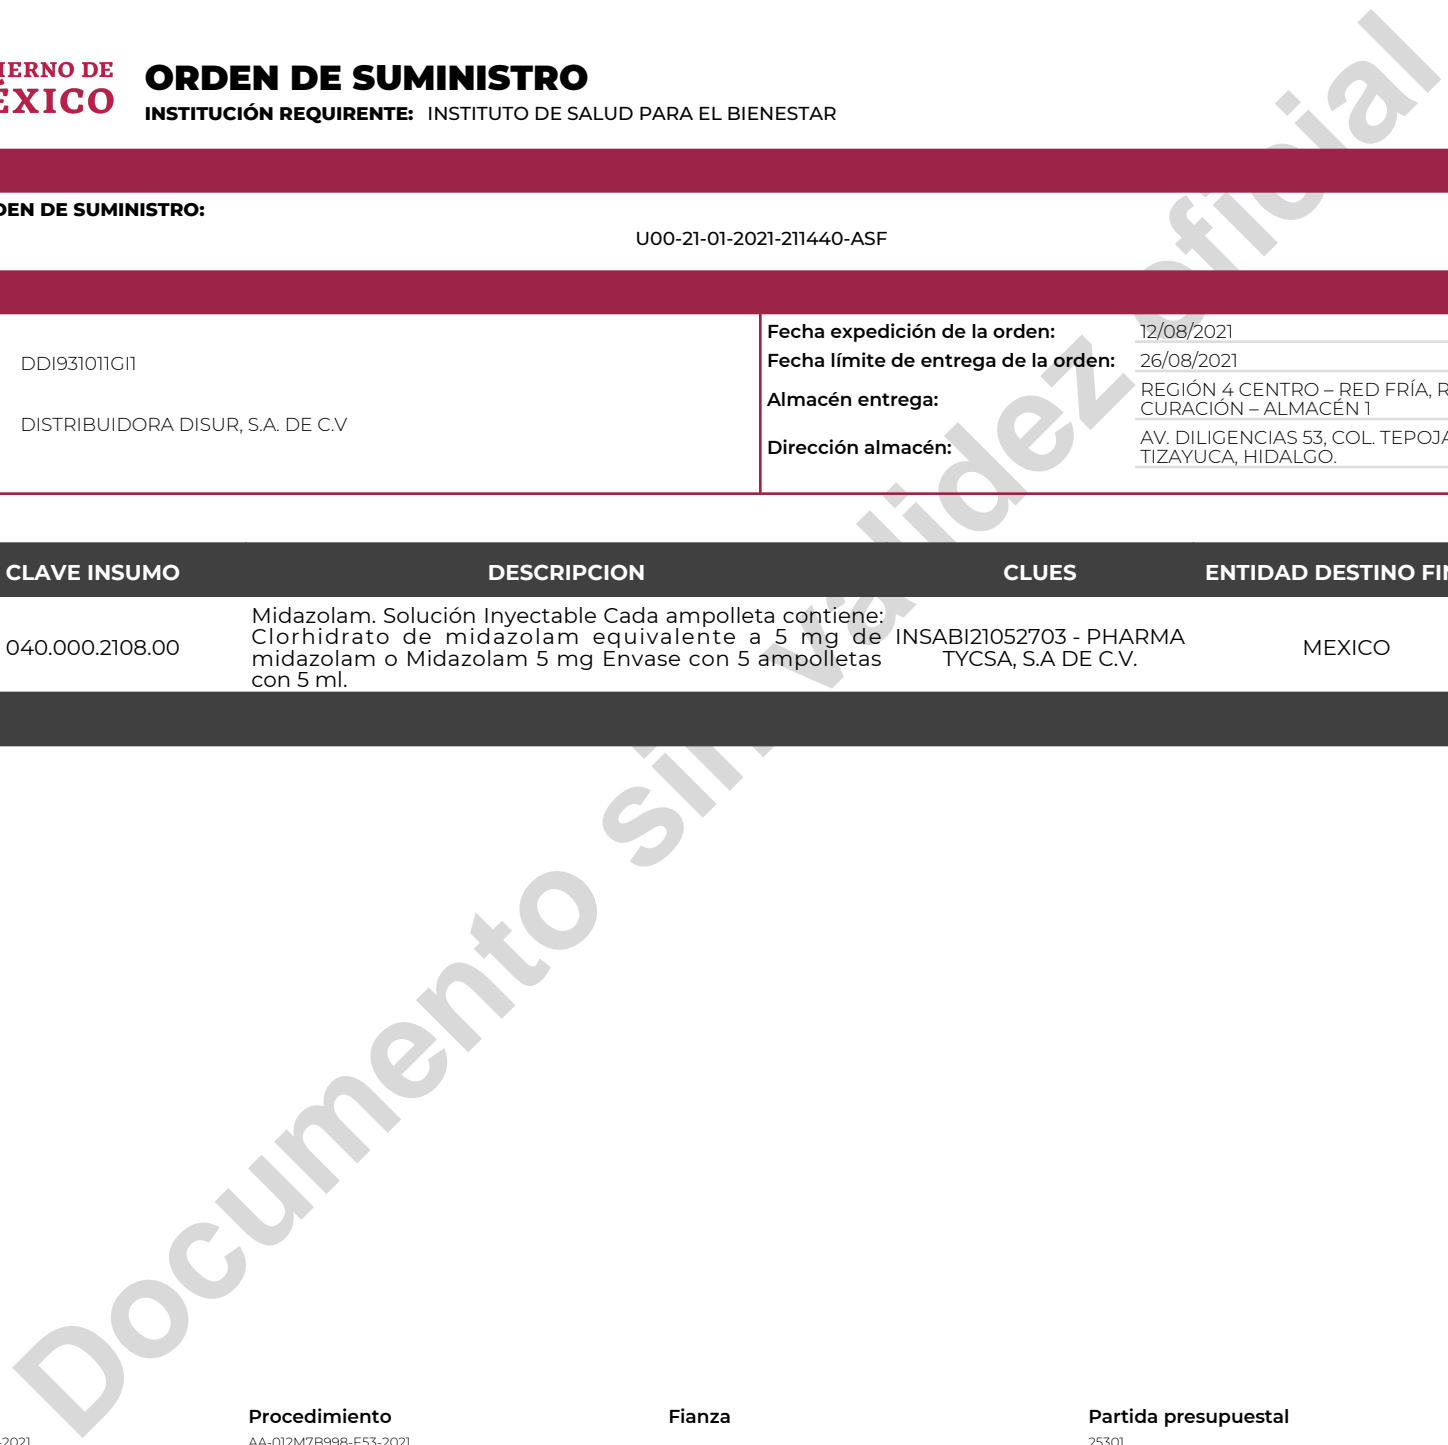 IERNO DE
ÉXICO
ORDEN DE SUMINISTRO
INSTITUCIÓN REQUIRENTE: INSTITUTO DE SALUD PARA EL BIENESTAR
DEN DE SUMINISTRO:
U00-21-01-2021-211440-ASF
DDI931011GI1
DISTRIBUIDORA DISUR, S.A. DE C.V
Fecha expedición de la orden: 12/08/2021
Fecha límite de entrega de la orden: 26/08/2021
Almacén entrega: REGIÓN 4 CENTRO – RED FRÍA, R
CURACIÓN – ALMACÉN 1
Dirección almacén: AV. DILIGENCIAS 53, COL. TEPOJA
TIZAYUCA, HIDALGO.
CLAVE INSUMO DESCRIPCION CLUES ENTIDAD DESTINO FIN
040.000.2108.00
Midazolam. Solución Inyectable Cada ampolleta contiene:
Clorhidrato de midazolam equivalente a 5 mg de
midazolam o Midazolam 5 mg Envase con 5 ampolletas
con 5 ml.
INSABI21052703 - PHARMA
TYCSA, S.A DE C.V.
MEXICO
Documento sin validez oficial
Procedimiento Fianza Partida presupuestal
-2021 AA-012M7B998-E53-2021 25301